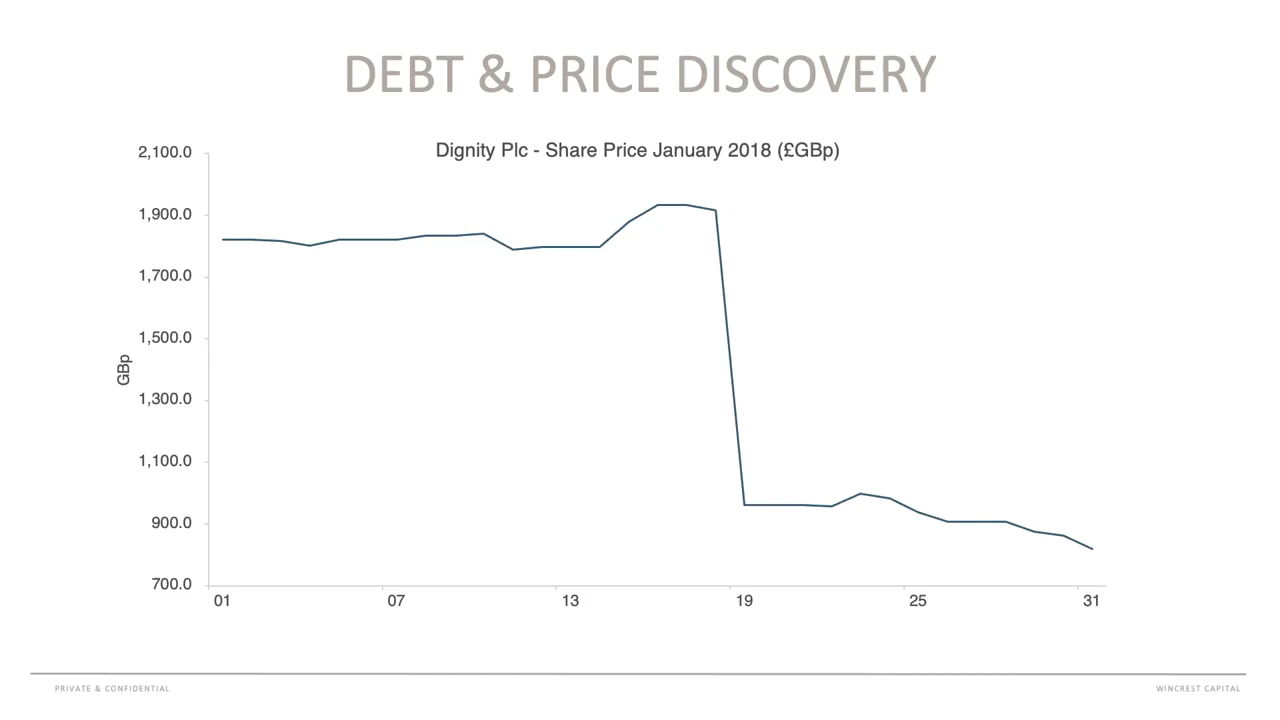 DEBT & PRICE DISCOVERY
Dignity Plc - Share Price January 2018 (£GBp)
2,100.0
1,900.0
1,700.0
1,500.0
1,300.0
1,100.0
900.0
700.0
GBp
01 07 13 19 25 31
PRIVATE & CONFIDENTIAL
WINCREST CAPITAL